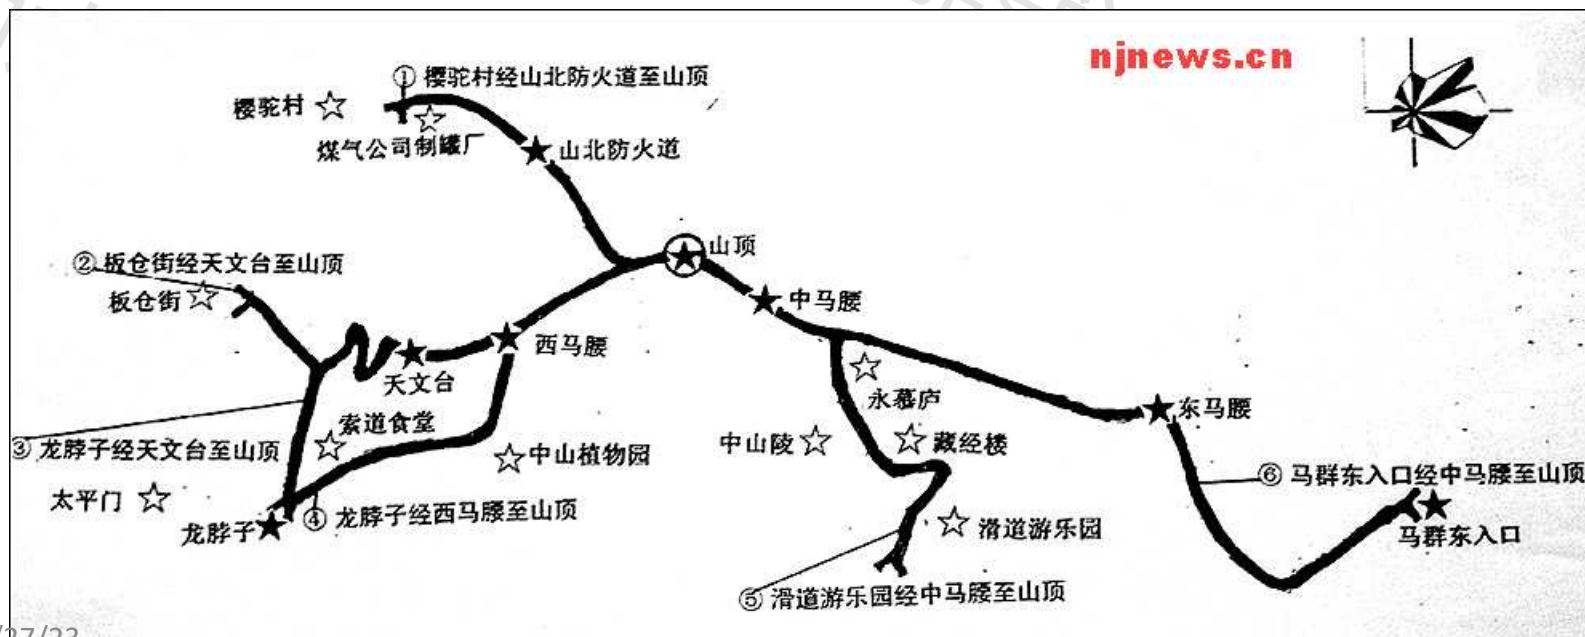 njnews.cn
① 樱驼村经山北防火道至山顶
樱驼村
煤气公司制罐厂
山北防火道
山顶
② 板仓街经天文台至山顶
板仓街
中马腰
西马腰
天文台
永慕庐
索道食堂
东马腰
③ 龙脖子经天文台至山顶
中山陵
藏经楼
中山植物园
⑥ 马群东入口经中马腰至山顶
太平门
④ 龙脖子经西马腰至山顶
龙脖子
滑道游乐园
马群东入口
⑤ 滑道游乐园经中马腰至山顶